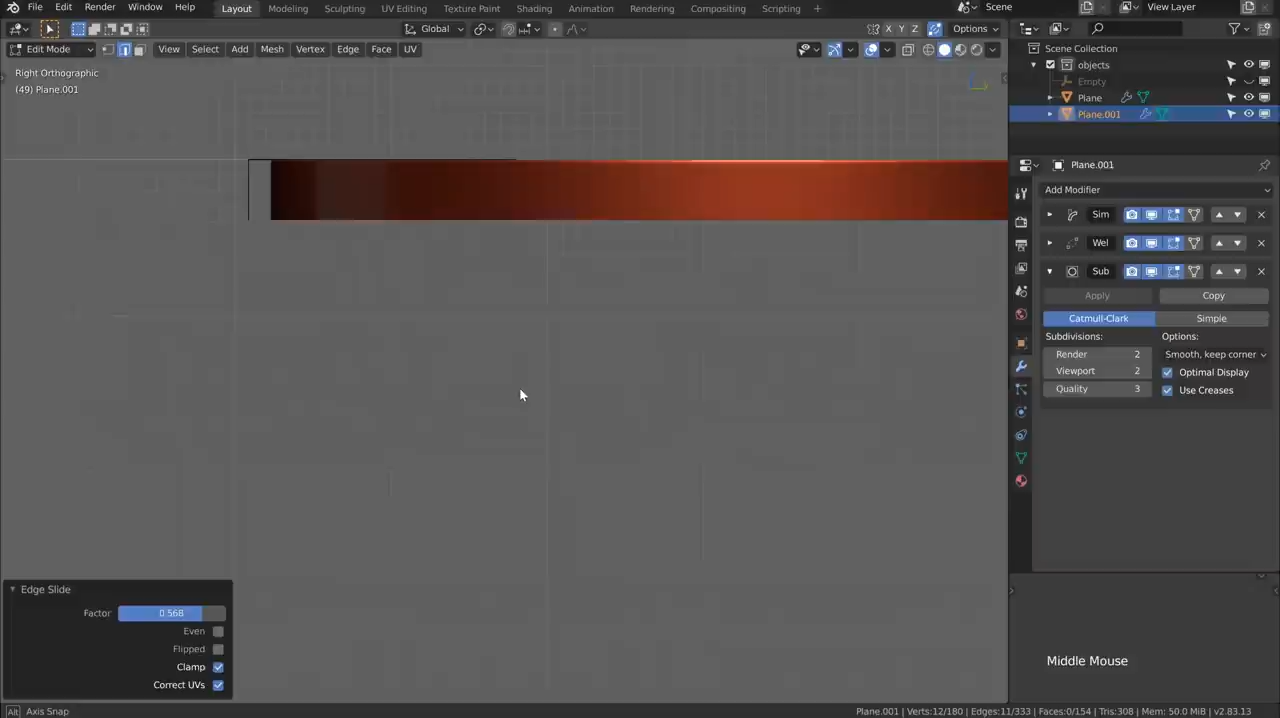 File Edit Render Window Help Layout Modeling Sculpting UV Editing Texture Paint Shading Animation Rendering Compositing Scripting + Scene View Layer
Global X Y Z Options
Edit Mode View Select Add Mesh Vertex Edge Face UV
Right Orthographic
(49) Plane.001
Scene Collection
objects
Empty
Plane
Plane.001
Plane.001
Add Modifier
Sim
Wel
Sub
Apply Copy
Catmull-Clark Simple
Subdivisions: Options:
Render 2 Smooth, keep corner
Viewport 2 Optimal Display
Quality 3 Use Creases
Edge Slide
Factor 0.568
Even
Flipped
Clamp
Correct UVs
Middle Mouse
Alt Axis Snap Plane.001 | Verts:12/180 | Edges:11/333 | Faces:0/154 | Tris:308 | Mem: 50.0 MiB | v2.83.13